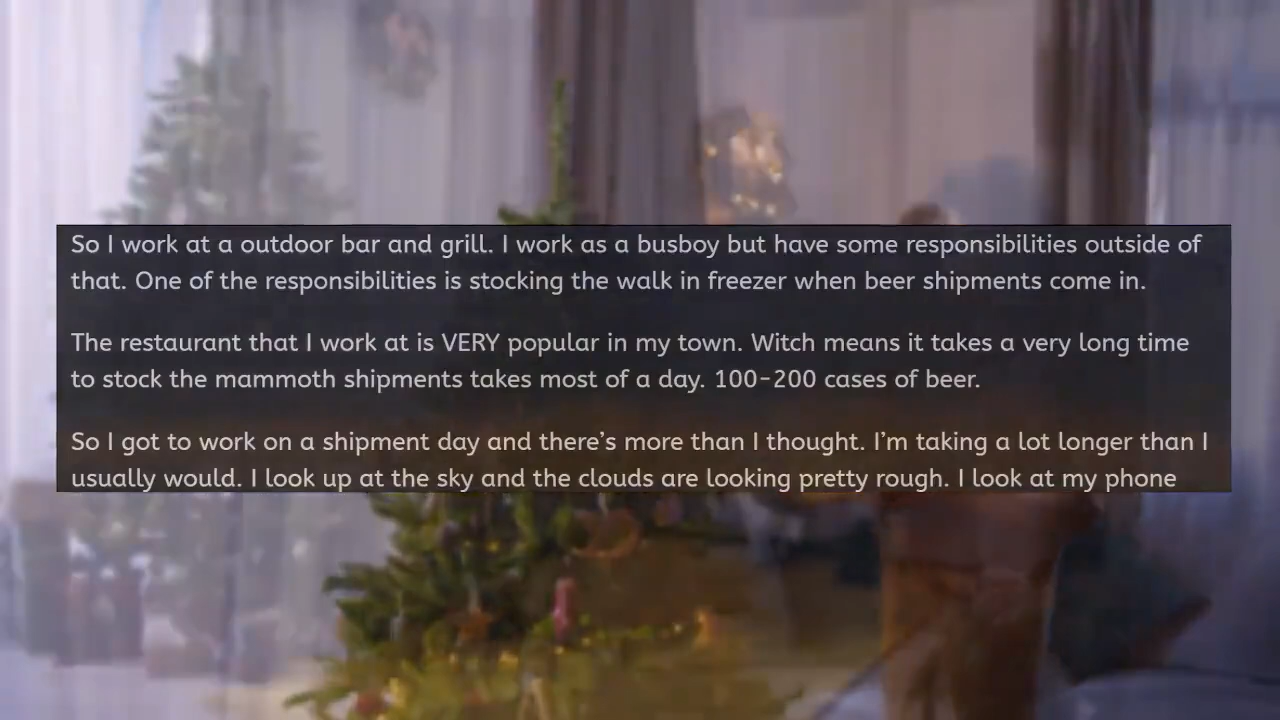 So I work at a outdoor bar and grill. I work as a busboy but have some responsibilities outside of
that. One of the responsibilities is stocking the walk in freezer when beer shipments come in.
The restaurant that I work at is VERY popular in my town. Witch means it takes a very long time
to stock the mammoth shipments takes most of a day. 100-200 cases of beer.
So I got to work on a shipment day and there’s more than I thought. I’m taking a lot longer than I
usually would. I look up at the sky and the clouds are looking pretty rough. I look at my phone